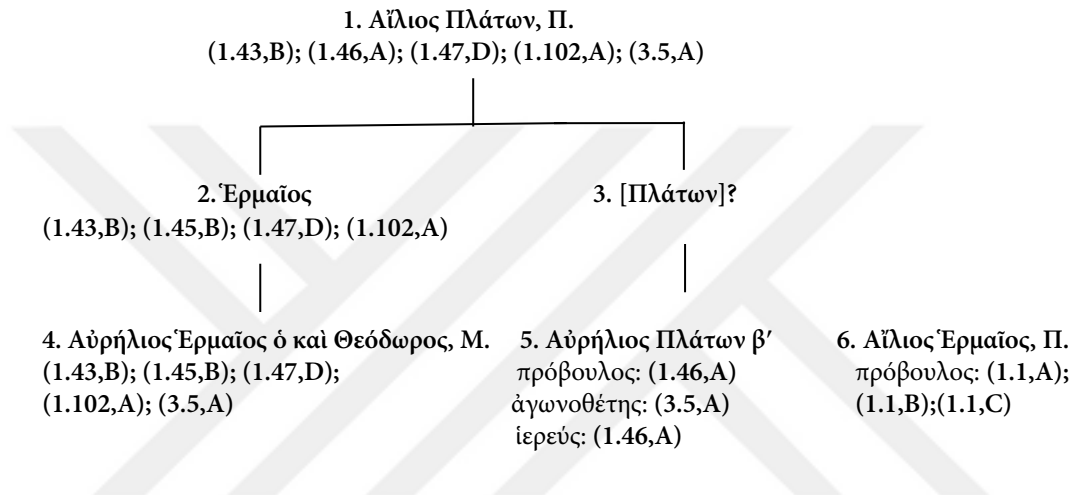 1. Αἴλιος Πλάτων, Π.
(1.43,B); (1.46,A); (1.47,D); (1.102,A); (3.5,A)
2. Ἑρμαῖος 3. [Πλάτων]?
(1.43,B); (1.45,B); (1.47,D); (1.102,A)
4. Αὐρήλιος Ἑρμαῖος ὁ καὶ Θεόδωρος, Μ. 5. Αὐρήλιος Πλάτων β′ 6. Αἴλιος Ἑρμαῖος, Π.
(1.43,B); (1.45,B); (1.47,D); πρόβουλος: (1.46,A) πρόβουλος: (1.1,A);
(1.102,A); (3.5,A) ἀγωνοθέτης: (3.5,A) (1.1,B);(1.1,C)
ἱερεύς: (1.46,A)